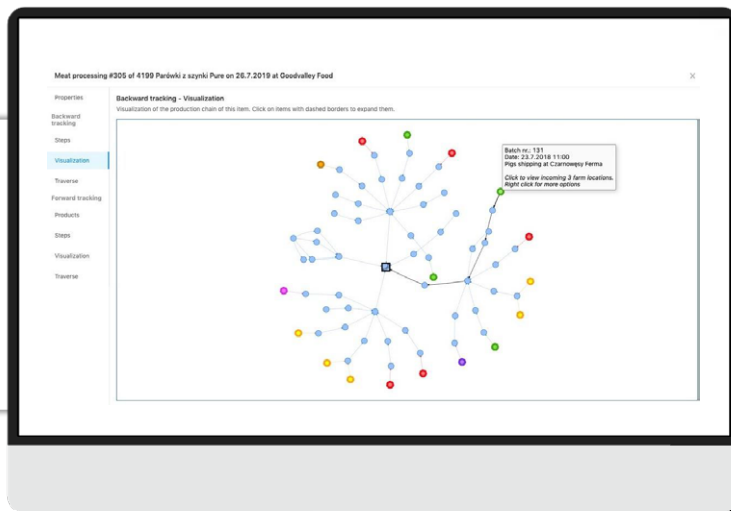 Meat processing #305 of 4199 Parówki z szynki Pure on 26.7.2019 at Goodvalley Food
Properties
Backward
tracking
Steps
Visualization
Traverse
Forward tracking
Products
Steps
Visualization
Traverse
Backward tracking - Visualization
Visualization of the production chain of this item. Click on items with dashed borders to expand them.
Batch nr.: 131
Date: 23.7.2018 11:00
Pigs shipping at Czarnowęsy Ferma
Click to view incoming 3 farm locations.
Right click for more options